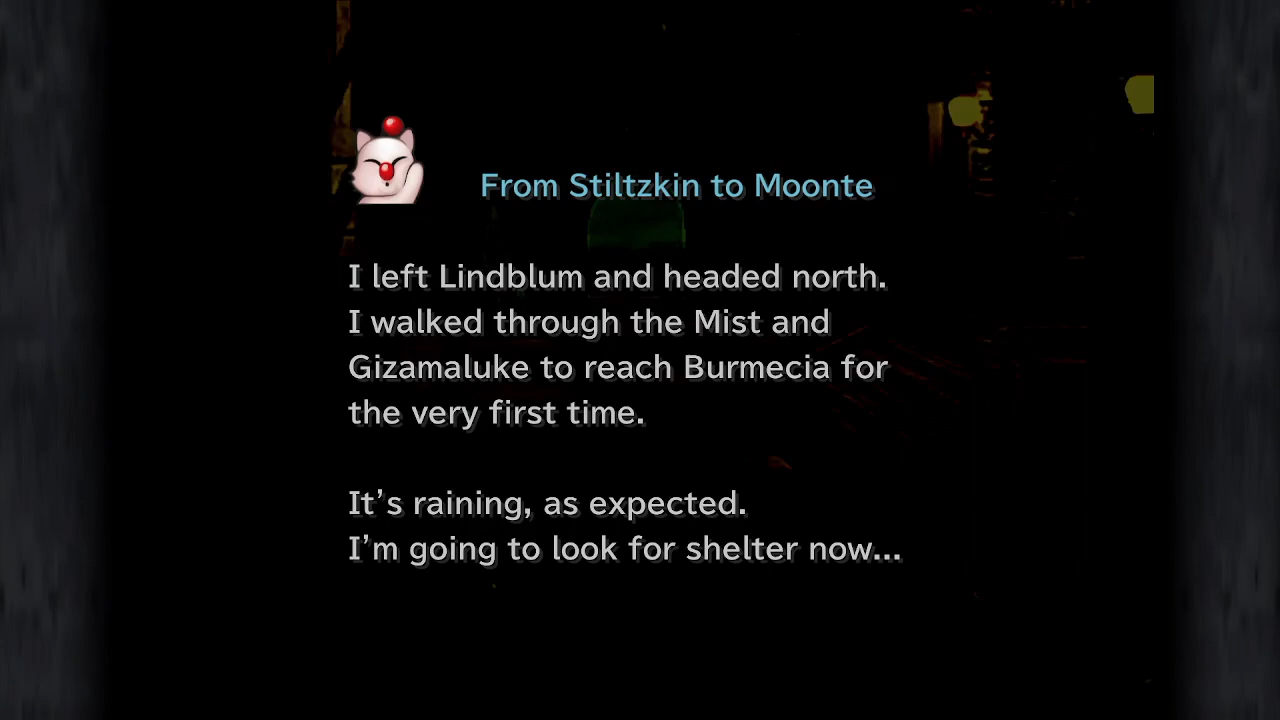 From Stiltzkin to Moonte
I left Lindblum and headed north.
I walked through the Mist and
Gizamaluke to reach Burmecia for
the very first time.
It's raining, as expected.
I'm going to look for shelter now...